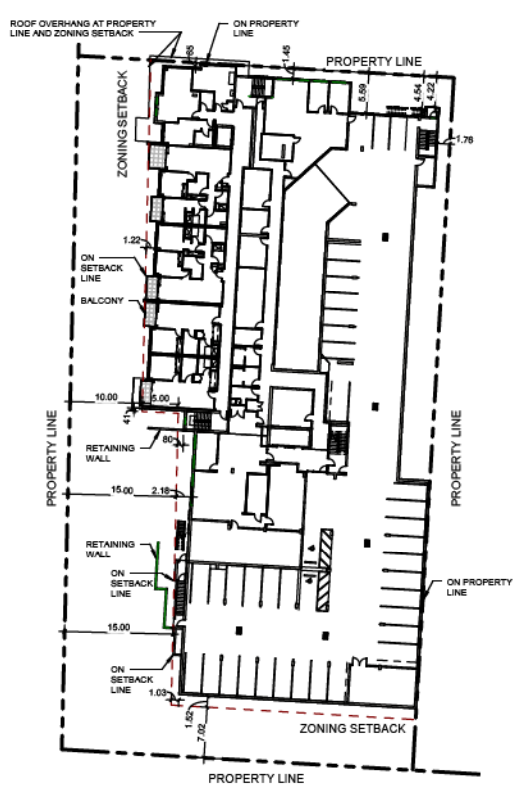 ROOF OVERHANG AT PROPERTY
LINE AND ZONING SETBACK
ON PROPERTY
LINE
PROPERTY LINE
.65
1.45
5.59
4.54
4.22
1.76
ZONING SETBACK
1.22
ON
SETBACK
LINE
BALCONY
10.00
5.00
.41
RETAINING
WALL
.80
PROPERTY LINE
PROPERTY LINE
15.00
2.16
RETAINING
WALL
ON
SETBACK
LINE
ON PROPERTY
LINE
15.00
ON
SETBACK
LINE
1.03
1.52
7.02
ZONING SETBACK
PROPERTY LINE